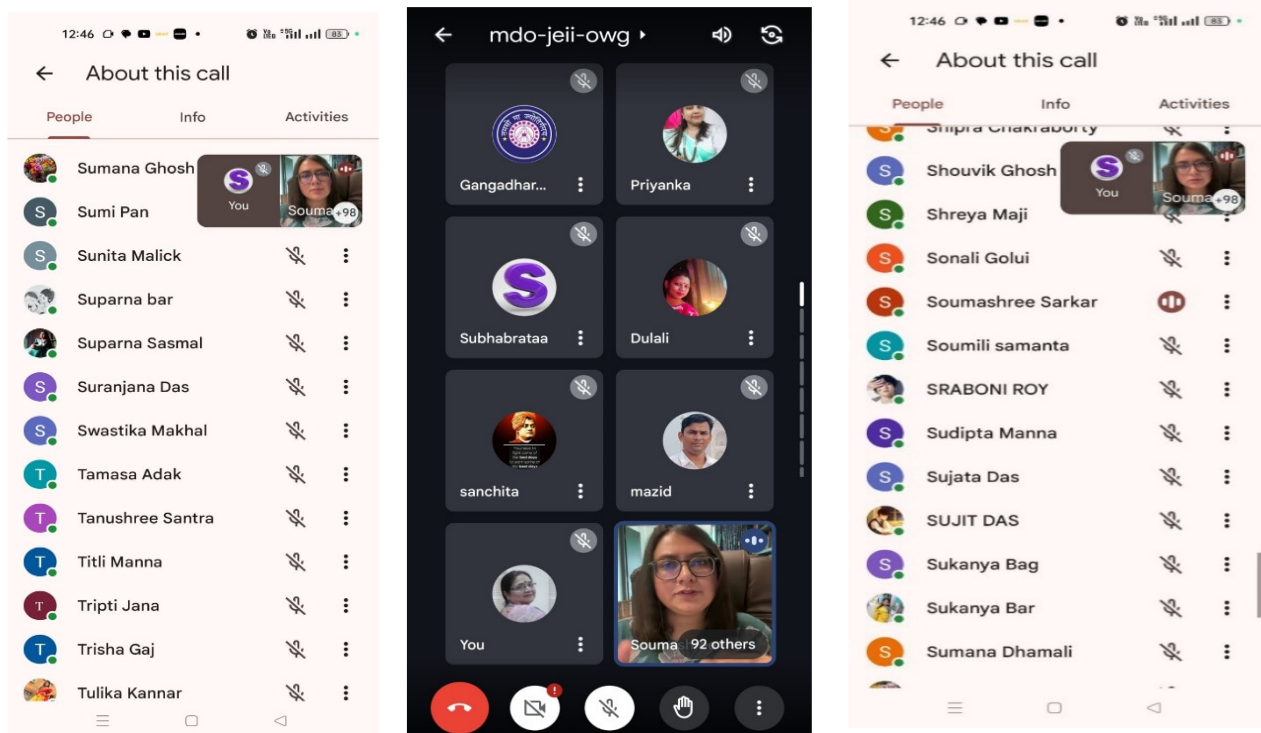 12:46
83
About this call
People Info Activities
Sumana Ghosh
You
Souma +98
S Sumi Pan
S Sunita Malick
Suparna bar
Suparna Sasmal
S Suranjana Das
S Swastika Makhal
T Tamasa Adak
T Tanushree Santra
T Titli Manna
T Tripti Jana
T Trisha Gaj
Tulika Kannar
mdo-jeii-owg
Gangadhar... Priyanka
Subhabrataa Dulali
sanchita mazid
You Souma 92 others
12:46
83
About this call
People Info Activities
Shipra Chakraborty
S Shouvik Ghosh
You
Souma +98
S Shreya Maji
S Sonali Golui
S Soumashree Sarkar
S Soumili samanta
SRABONI ROY
S Sudipta Manna
S Sujata Das
SUJIT DAS
S Sukanya Bag
Sukanya Bar
S Sumana Dhamali